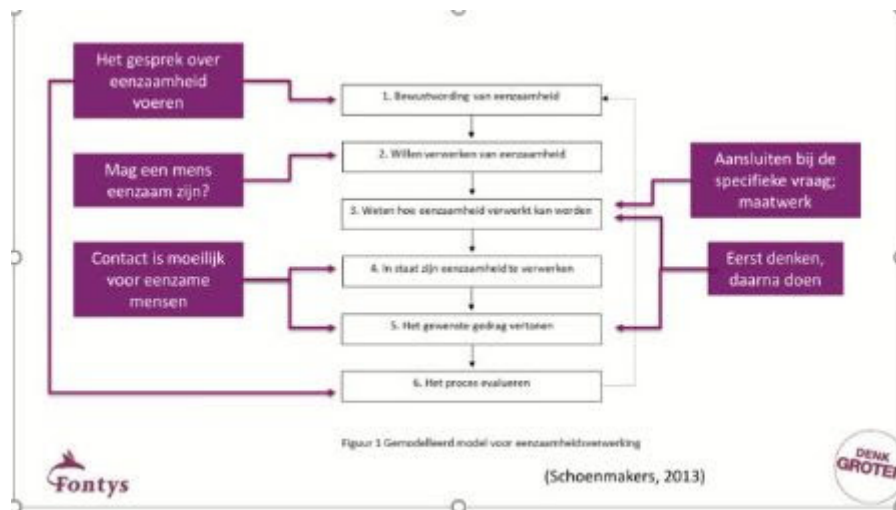 Het gesprek over
eenzaamheid
voeren
Mag een mens
eenzaam zijn?
Contact is moeilijk
voor eenzame
mensen
1. Bewustwording van eenzaamheid
2. Willen verwerken van eenzaamheid
3. Weten hoe eenzaamheid verwerkt kan worden
4. In staat zijn eenzaamheid te verwerken
5. Het gewenste gedrag vertonen
6. Het proces evalueren
Aansluiten bij de
specifieke vraag;
maatwerk
Eerst denken,
daarna doen
Figuur 1 Gemodelleerd model voor eenzaamheidsverwerking
(Schoenmakers, 2013)
Fontys
DENK
GROTER